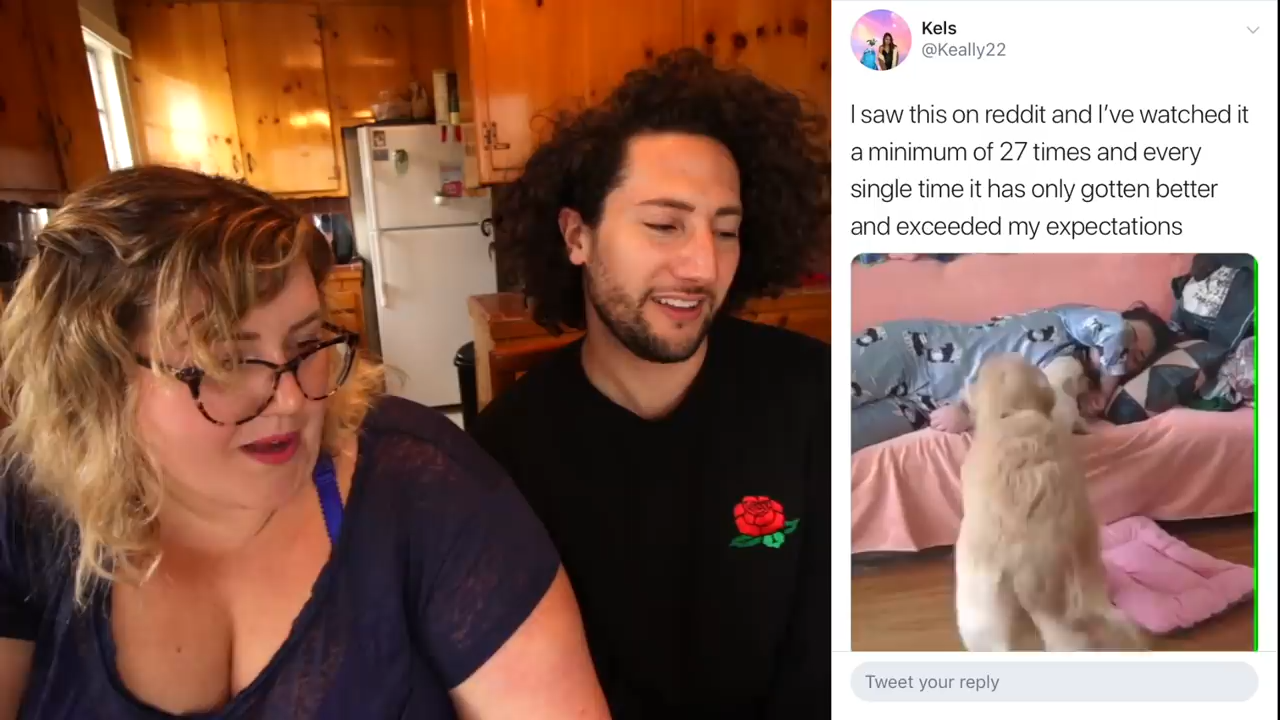 Kels
@Keally22
I saw this on reddit and I’ve watched it
a minimum of 27 times and every
single time it has only gotten better
and exceeded my expectations
Tweet your reply